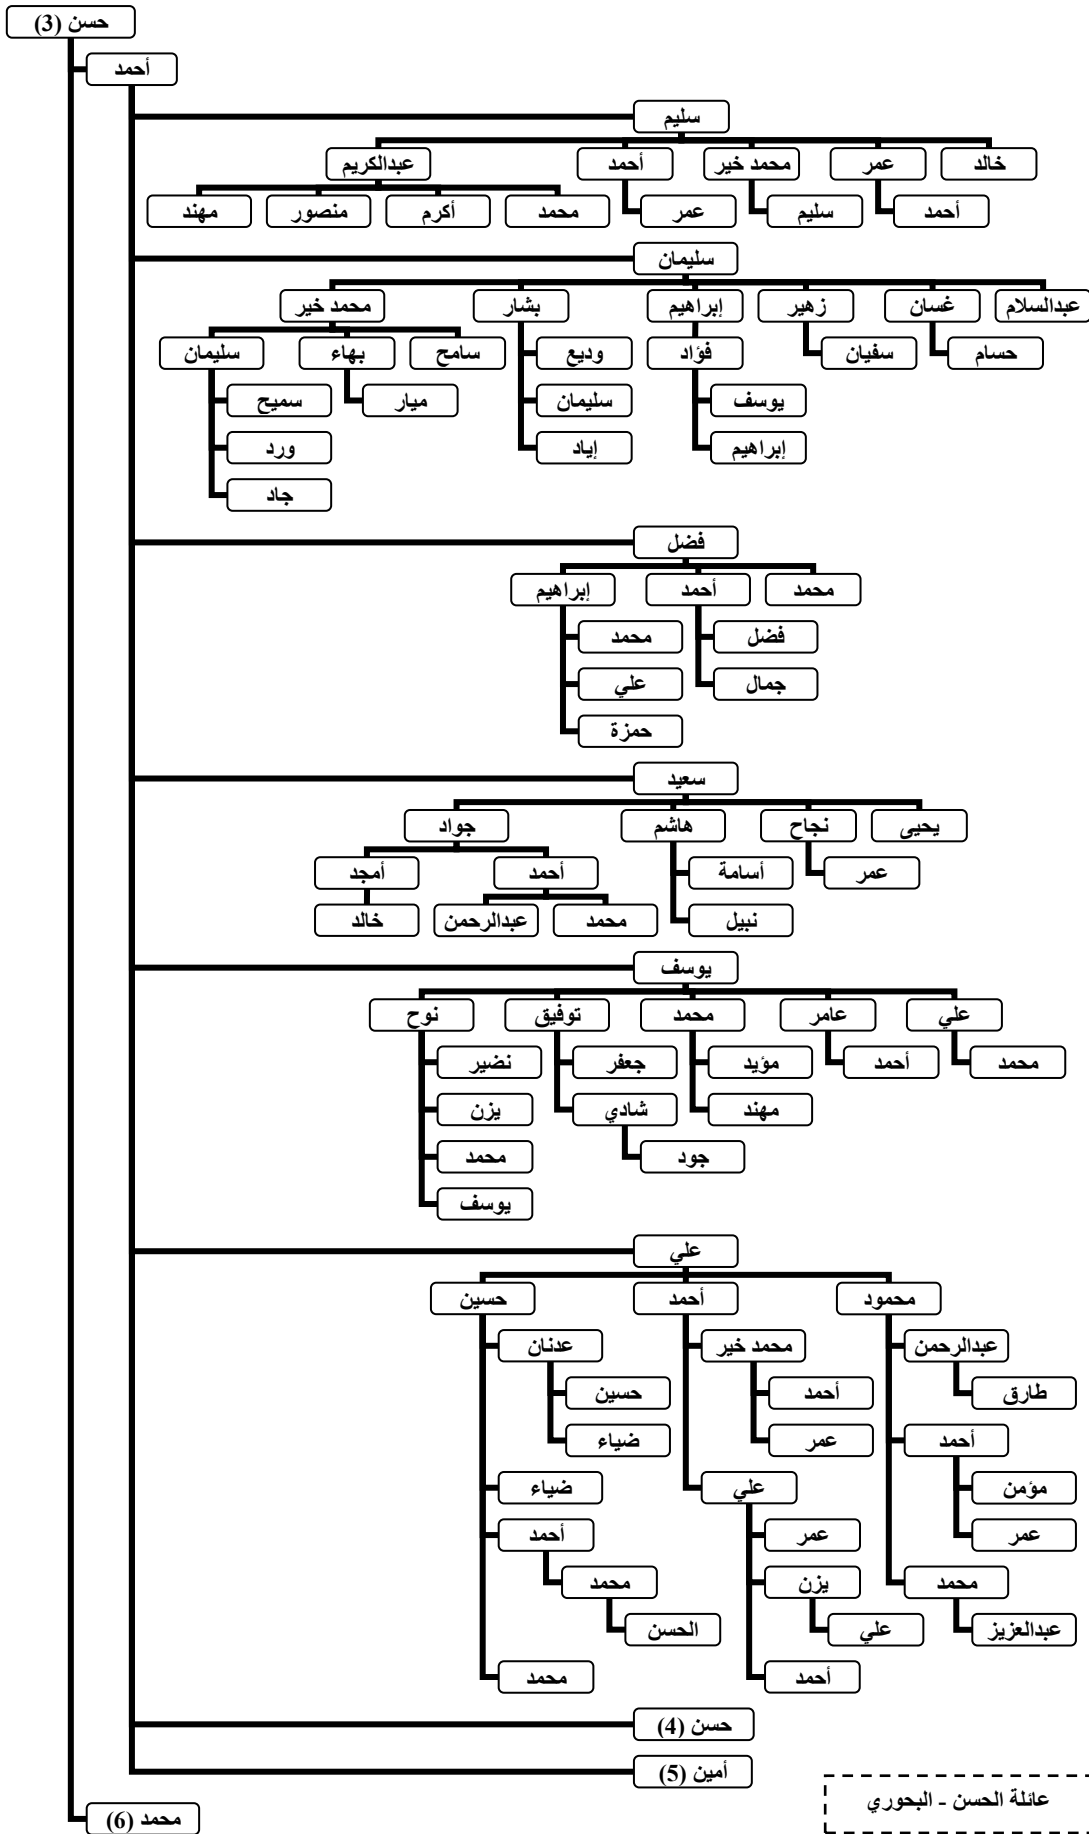 حسن (3)
أحمد
سليم
خالد
عمر
محمد خير
أحمد
عبدالكريم
أحمد
سليم
عمر
محمد
أكرم
منصور
مهند
سليمان
عبدالسلام
غسان
زهير
إبراهيم
بشار
محمد خير
حسام
سفيان
فؤاد
وديع
سامح
بهاء
سليمان
يوسف
سليمان
ميار
سميح
إبراهيم
إياد
ورد
جاد
فضل
محمد
أحمد
إبراهيم
فضل
محمد
جمال
علي
حمزة
سعيد
يحيى
نجاح
هاشم
جواد
عمر
أسامة
أحمد
أمجد
نبيل
محمد
عبدالرحمن
خالد
يوسف
علي
عامر
محمد
توفيق
نوح
محمد
أحمد
مؤيد
جعفر
نضير
مهند
شادي
يزن
جود
محمد
يوسف
علي
محمود
أحمد
حسين
عبدالرحمن
محمد خير
عدنان
طارق
أحمد
حسين
أحمد
عمر
ضياء
مؤمن
علي
ضياء
عمر
عمر
أحمد
محمد
يزن
محمد
عبدالعزيز
علي
الحسن
أحمد
محمد
حسن (4)
أمين (5)
محمد (6)
عائلة الحسن - البحوري